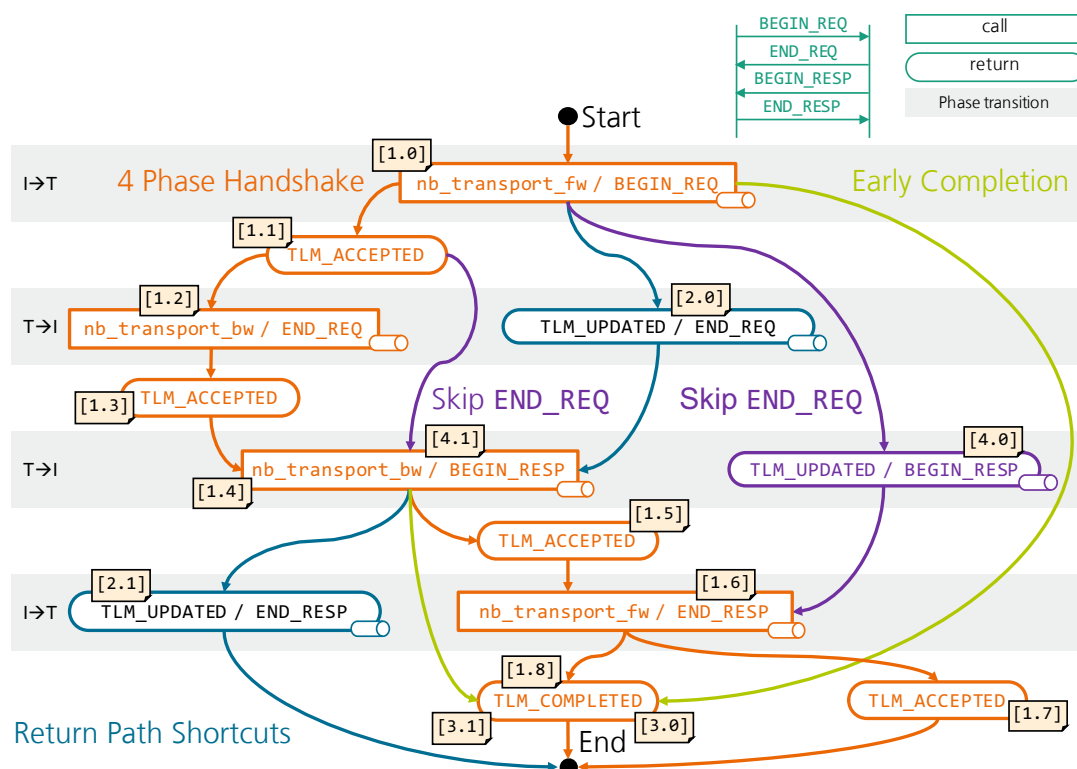 BEGIN_REQ
END_REQ
BEGIN_RESP
END_RESP
call
return
Phase transition
Start
[1.0]
I→T
4 Phase Handshake
nb_transport_fw / BEGIN_REQ
Early Completion
[1.1]
TLM_ACCEPTED
[1.2]
[2.0]
T→I
nb_transport_bw / END_REQ
TLM_UPDATED / END_REQ
TLM_ACCEPTED
[1.3]
Skip END_REQ
Skip END_REQ
[4.1]
[4.0]
T→I
nb_transport_bw / BEGIN_RESP
TLM_UPDATED / BEGIN_RESP
[1.4]
[1.5]
TLM_ACCEPTED
[2.1]
[1.6]
I→T
TLM_UPDATED / END_RESP
nb_transport_fw / END_RESP
[1.8]
TLM_COMPLETED
TLM_ACCEPTED
[3.1]
[3.0]
[1.7]
Return Path Shortcuts
End